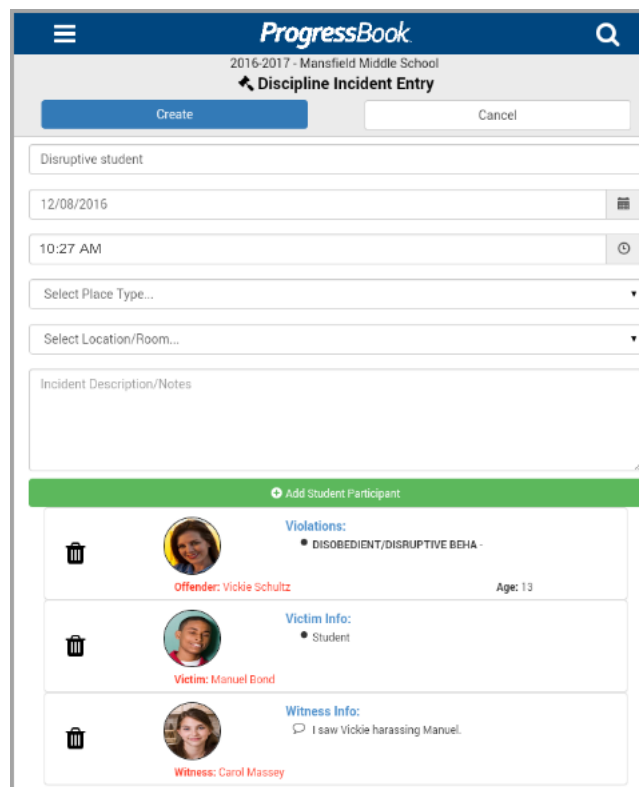 ProgressBook
2016-2017 - Mansfield Middle School
Discipline Incident Entry
Create
Cancel
Disruptive student
12/08/2016
10:27 AM
Select Place Type...
Select Location/Room...
Incident Description/Notes
Add Student Participant
Violations:
DISOBEDIENT/DISRUPTIVE BEHA -
Offender: Vickie Schultz
Age: 13
Victim Info:
Student
Victim: Manuel Bond
Witness Info:
I saw Vickie harassing Manuel.
Witness: Carol Massey